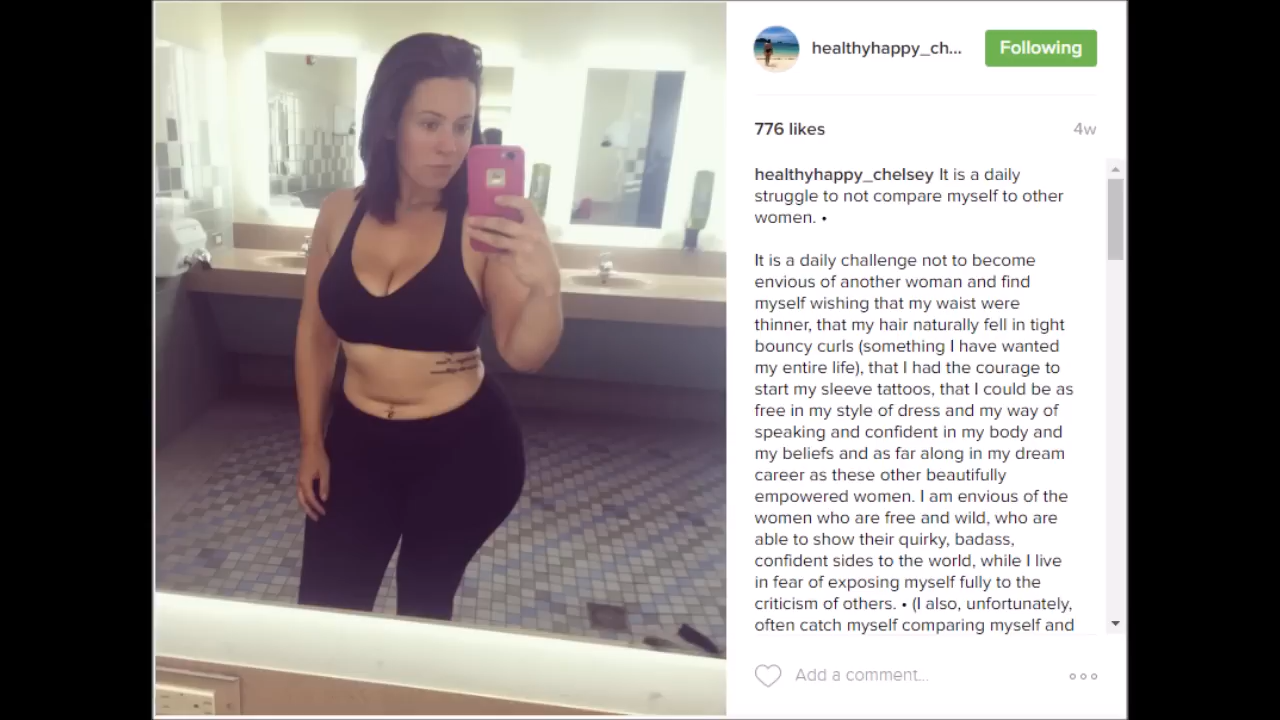 healthyhappy_ch...
Following
776 likes
4w
healthyhappy_chelsey It is a daily
struggle to not compare myself to other
women. •
It is a daily challenge not to become
envious of another woman and find
myself wishing that my waist were
thinner, that my hair naturally fell in tight
bouncy curls (something I have wanted
my entire life), that I had the courage to
start my sleeve tattoos, that I could be as
free in my style of dress and my way of
speaking and confident in my body and
my beliefs and as far along in my dream
career as these other beautifully
empowered women. I am envious of the
women who are free and wild, who are
able to show their quirky, badass,
confident sides to the world, while I live
in fear of exposing myself fully to the
criticism of others. • (I also, unfortunately,
often catch myself comparing myself and
Add a comment...